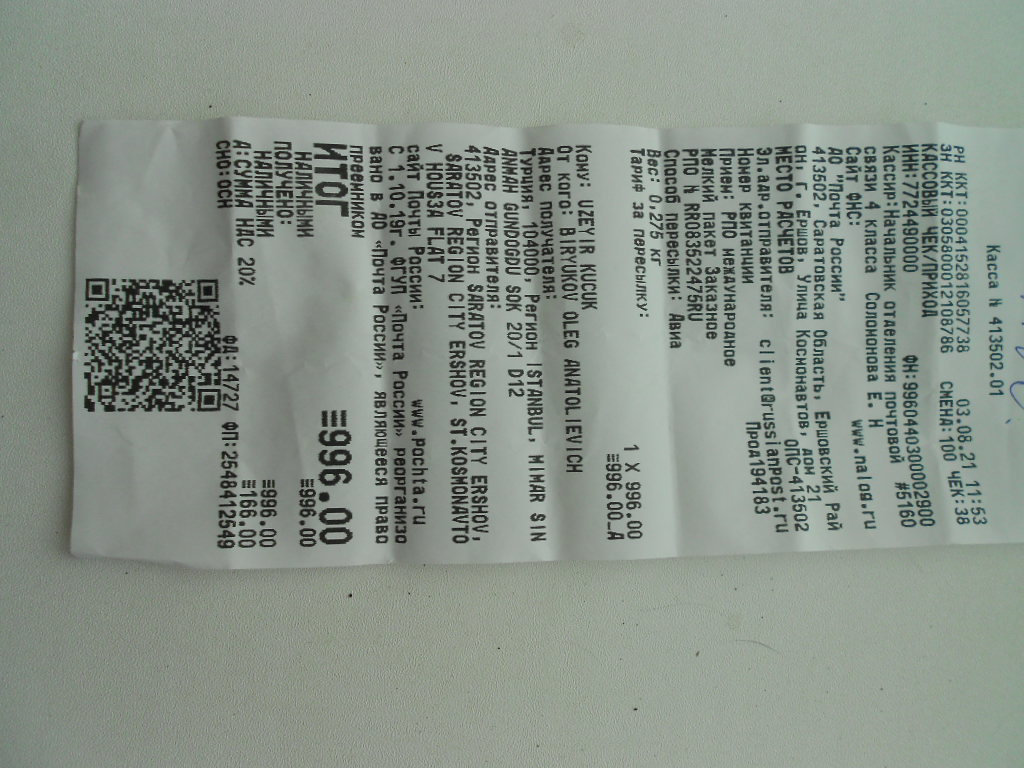 Касса N 413502.01
РН ККТ:0004152816057738 03.08.21 11:53
ЗН ККТ:0305800012108786 СМЕНА:100 ЧЕК:38
КАССОВЫЙ ЧЕК/ПРИХОД
ИНН:7724490000 ФН:9960440300002900
Кассир:Начальник отделения почтовой #5160
связи 4 класса Соломонова Е. Н
Сайт ФНС: www.nalog.ru
АО "Почта России"
413502, Саратовская Область, Ершовский Рай
он, г. Ершов, Улица Космонавтов, дом 21
ОПС-413502
МЕСТО РАСЧЕТОВ
Эл.адр.отправителя: client@russianpost.ru
Номер квитанции Прод194183
Прием: РПО международное
Мелкий пакет Заказное
РПО N RR083522475RU
Способ пересылки: Авиа
Вес: 0,275 кг
Тариф за пересылку:
1 X 996.00
≡996.00_А
Кому: UZEYIR KUCUK
От кого: BIRYUKOV OLEG ANATOLIEVICH
Адрес получателя:
Турция, 104000, Регион ISTANBUL, MIMAR SIN
ANMAH GUNDOGDU SOK 20/1 D12
Адрес отправителя:
413502, Регион SARATOV REGION CITY ERSHOV,
SARATOV REGION CITY ERSHOV, ST.KOSMONAVTO
V HOUS3A FLAT 7
сайт Почты России: www.pochta.ru
С 1.10.19г. ФГУП «Почта России» реорганизо
вано в АО «Почта России», являющееся право
преемником
ИТОГ ≡996.00
НАЛИЧНЫМИ ≡996.00
ПОЛУЧЕНО:
НАЛИЧНЫМИ ≡996.00
А:СУММА НДС 20% ≡166.00
СНО:ОСН ФД:14727 ФП:2548412549